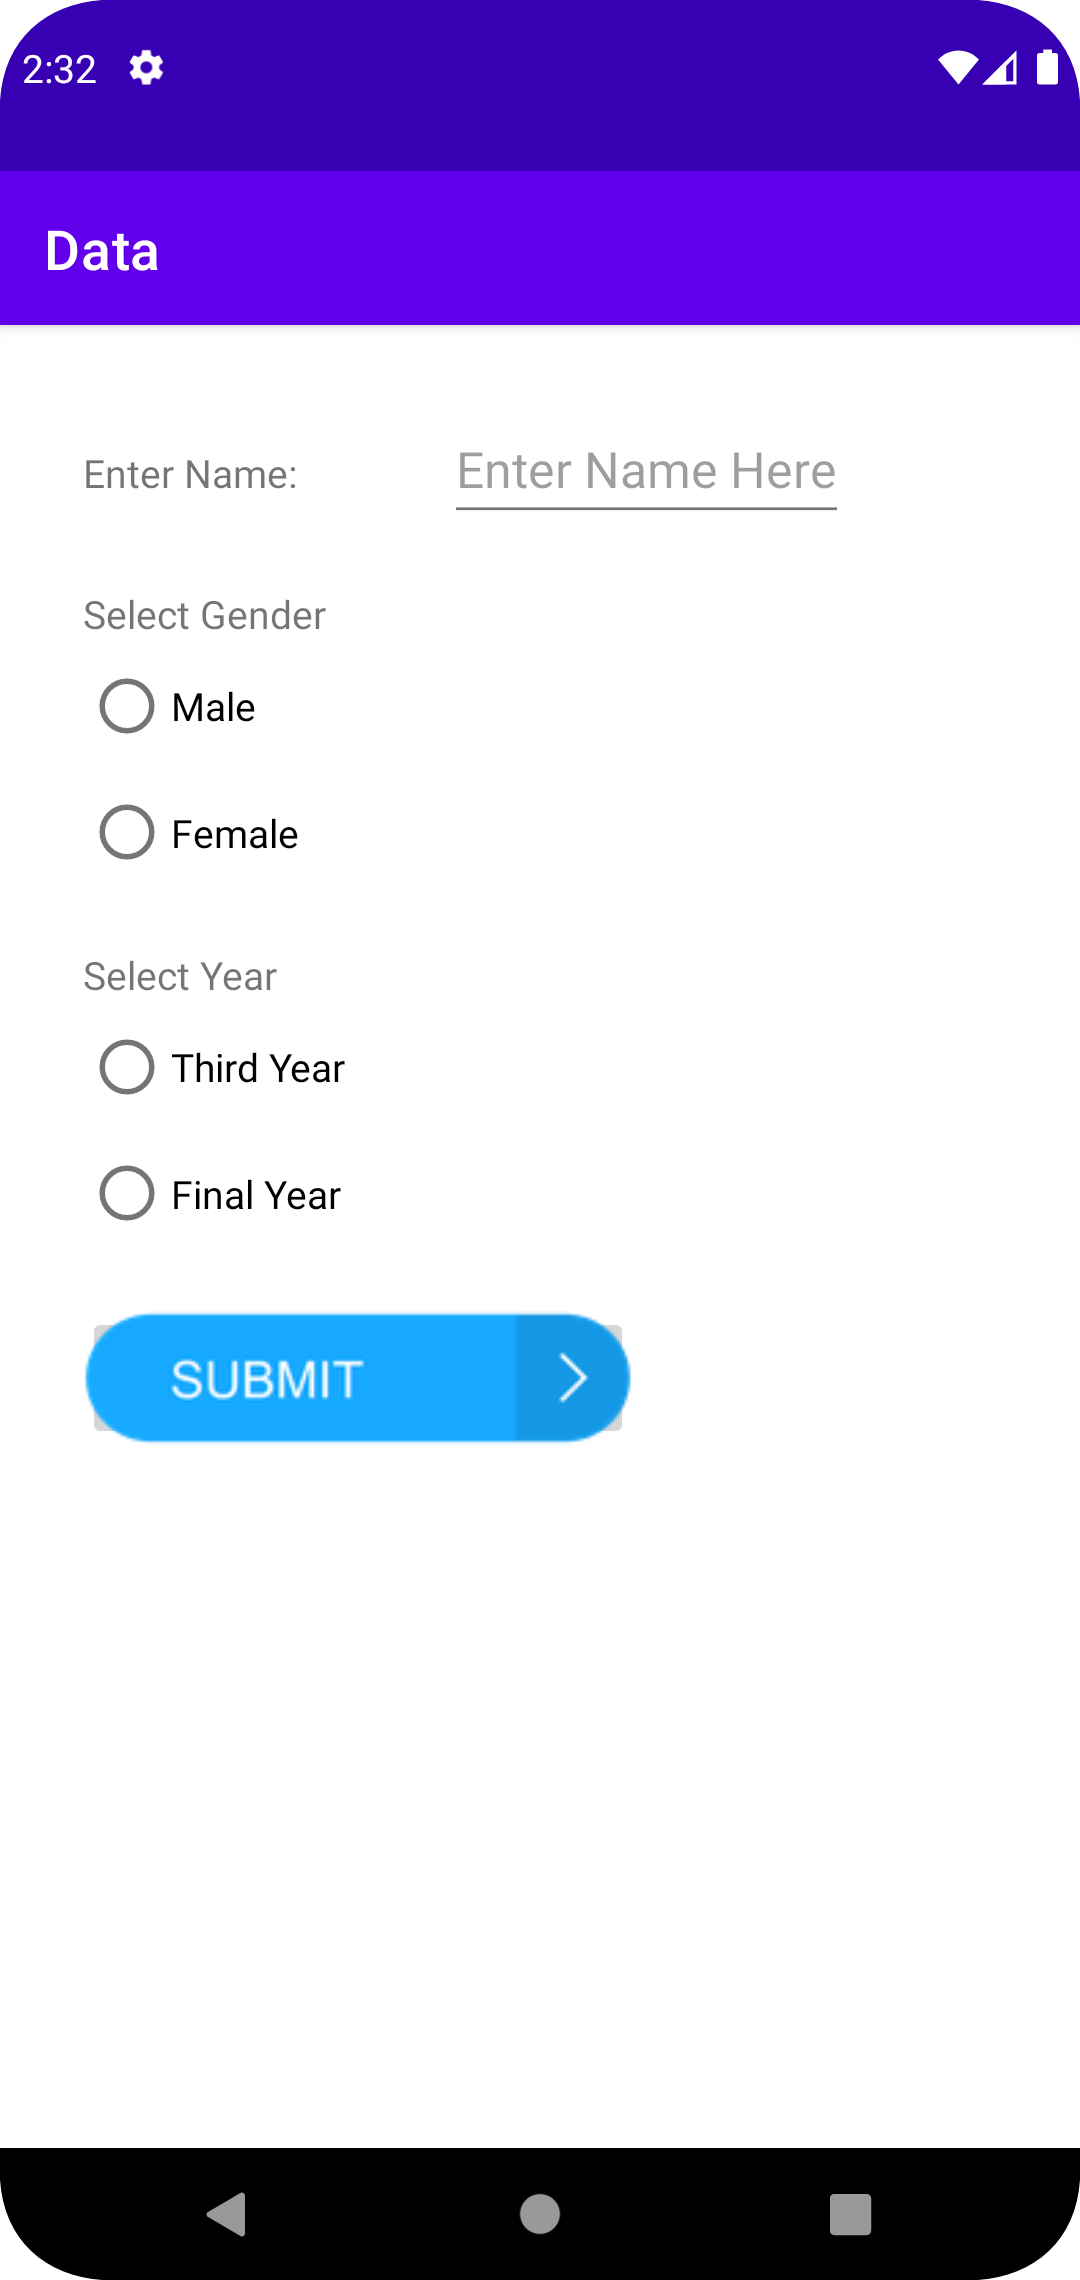 2:32
Data
Enter Name:
Enter Name Here
Select Gender
Male
Female
Select Year
Third Year
Final Year
SUBMIT